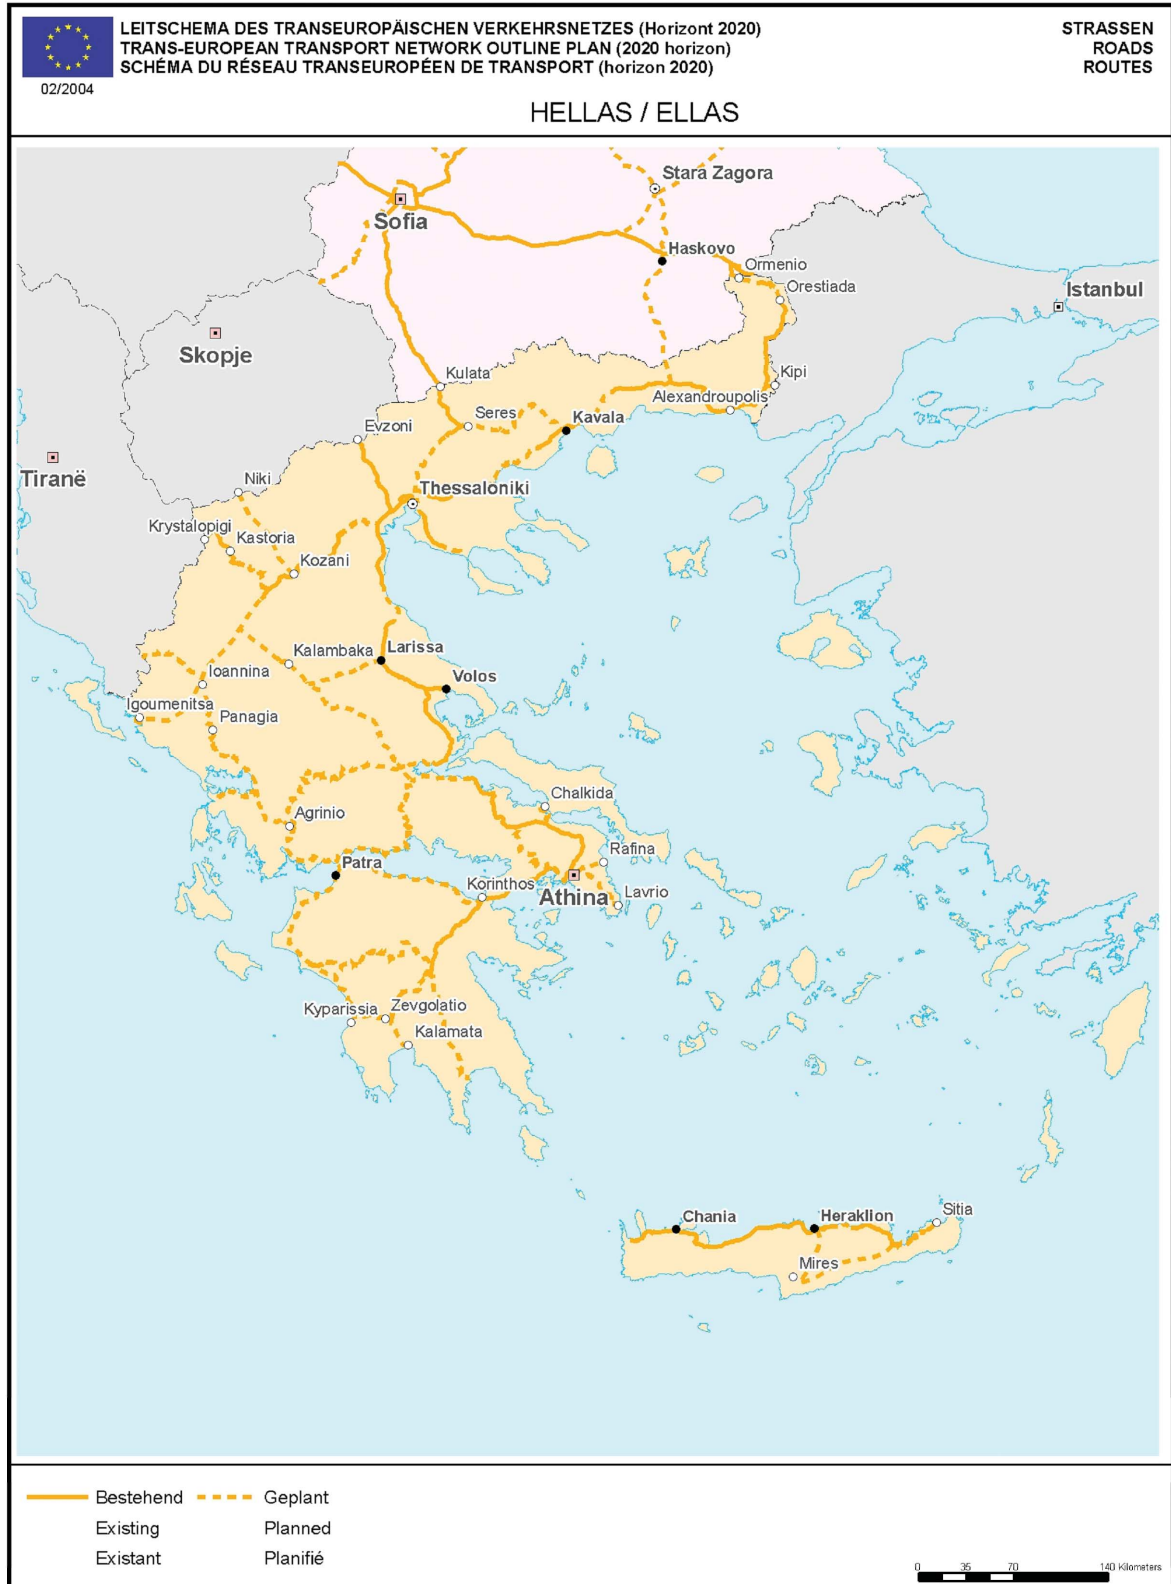 LEITSCHEMA DES TRANSEUROPÄISCHEN VERKEHRSNETZES (Horizont 2020)
TRANS-EUROPEAN TRANSPORT NETWORK OUTLINE PLAN (2020 horizon)
SCHÉMA DU RÉSEAU TRANSEUROPÉEN DE TRANSPORT (horizon 2020)
STRASSEN
ROADS
ROUTES
02/2004
HELLAS / ELLAS
Stara Zagora
Sofia
Haskovo
Ormenio
Orestiada
Istanbul
Skopje
Kulata
Kipi
Alexandroupolis
Seres
Kavala
Evzoni
Tiranë
Niki
Thessaloniki
Krystalopigi
Kastoria
Kozani
Kalambaka
Larissa
Ioannina
Volos
Igoumenitsa
Panagia
Chalkida
Agrinio
Rafina
Patra
Korinthos
Athina
Lavrio
Kyparissia
Zevgolatio
Kalamata
Chania
Heraklion
Sitia
Mires
Bestehend
Geplant
Existing
Planned
Existant
Planifié
0 35 70 140 Kilometers